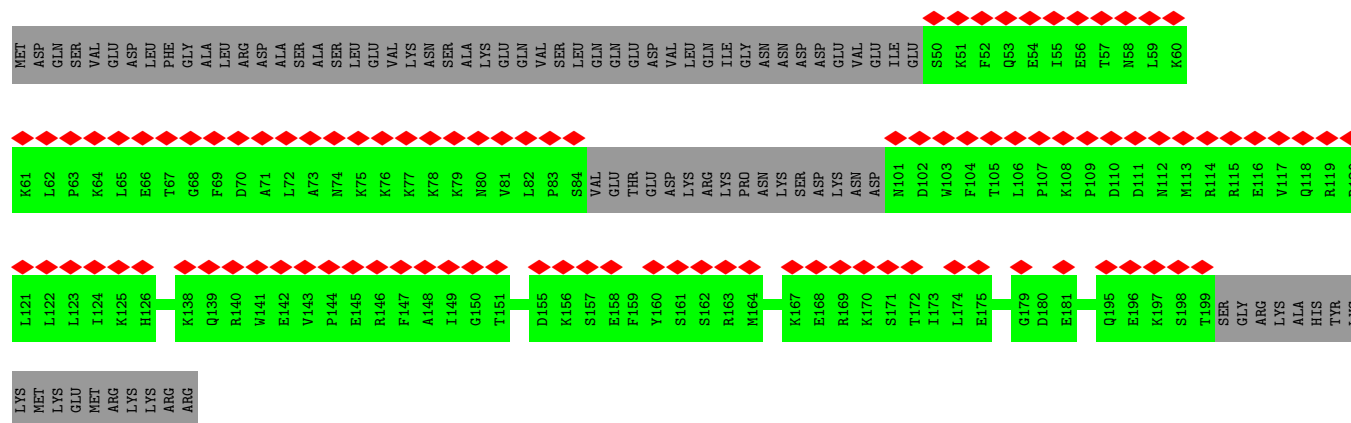 MET ASP GLN SER VAL GLU ASP LEU PHE GLY ALA LEU ARG ASP ALA SER ALA SER LEU GLU VAL LYS ASN SER ALA LYS GLU GLN VAL SER LEU GLN GLN GLU ASP VAL LEU GLN ILE GLY ASN ASN ASP ASP GLU VAL GLU ILE GLU S50 K51 F52 Q53 E54 I55 E56 T57 N58 L59 K60
K61 L62 P63 K64 L65 E66 T67 G68 F69 D70 A71 L72 A73 N74 K75 K76 K77 K78 K79 N80 V81 L82 P83 S84 VAL GLU THR GLU ASP LYS ARG LYS PRO ASN LYS SER ASP LYS ASN ASP N101 D102 W103 F104 T105 L106 P107 K108 P109 D110 D111 N112 M113 R114 R115 E116 V117 Q118 R119
L121 L122 L123 I124 K125 H126 K138 Q139 R140 W141 E142 V143 P144 E145 R146 F147 A148 I149 G150 T151 D155 K156 S157 E158 F159 Y160 S161 S162 R163 M164 K167 E168 R169 K170 S171 T172 I173 L174 E175 G179 D180 E181 Q195 E196 K197 S198 T199 SER GLY ARG LYS ALA HIS TYR
LYS MET LYS GLU MET ARG LYS LYS ARG ARG